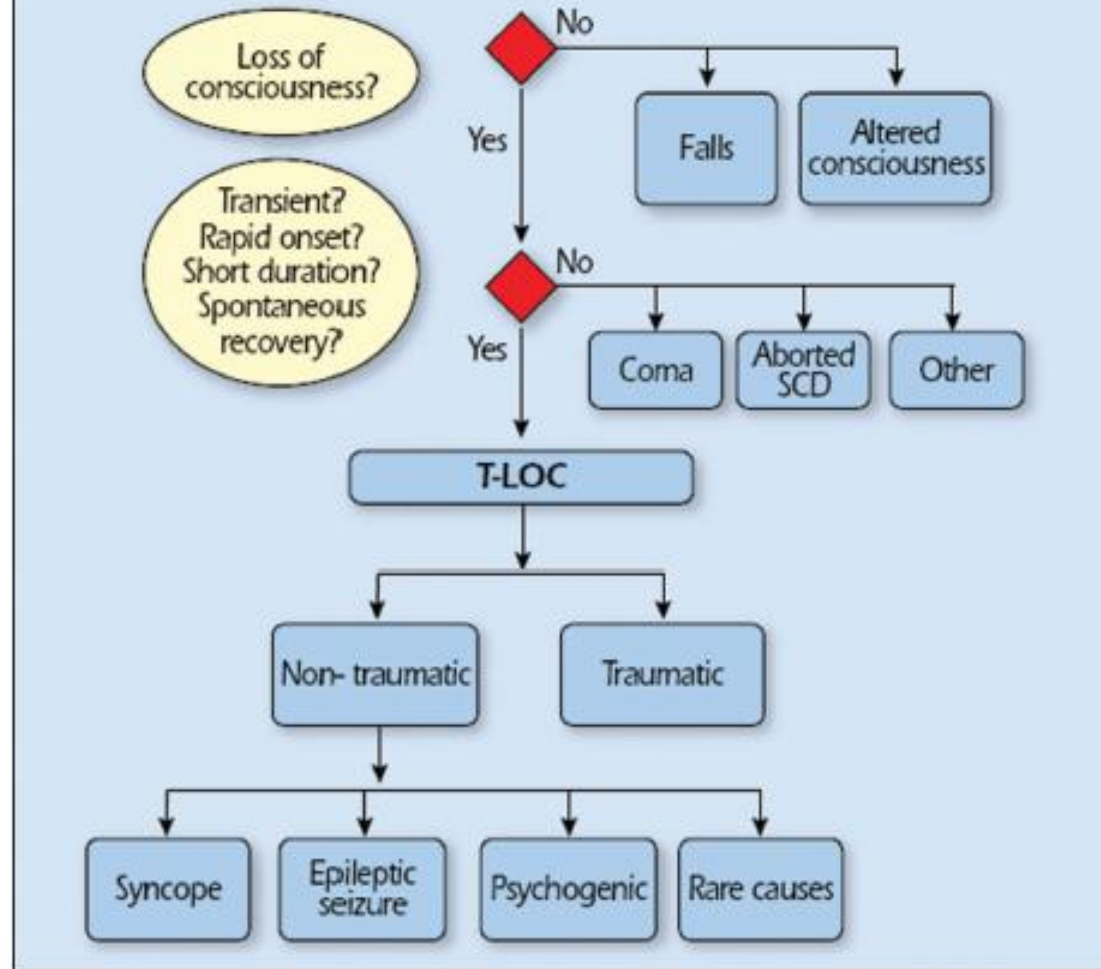 Loss of
consciousness?
No
Yes
Falls
Altered
consciousness
Transient?
Rapid onset?
Short duration?
Spontaneous
recovery?
No
Yes
Coma
Aborted
SCD
Other
T-LOC
Non- traumatic
Traumatic
Syncope
Epileptic
seizure
Psychogenic
Rare causes